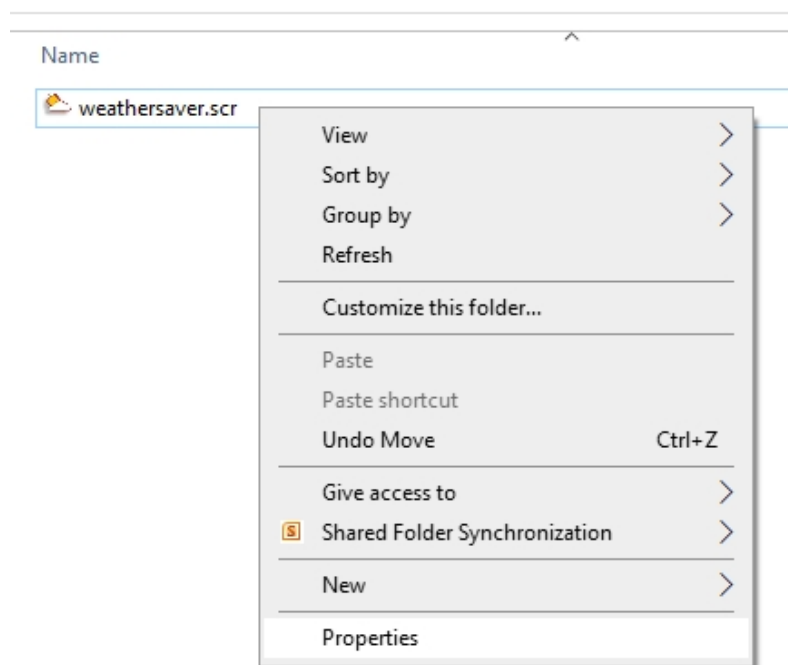 Name
weathersaver.scr
View
Sort by
Group by
Refresh
Customize this folder...
Paste
Paste shortcut
Undo Move Ctrl+Z
Give access to
S Shared Folder Synchronization
New
Properties